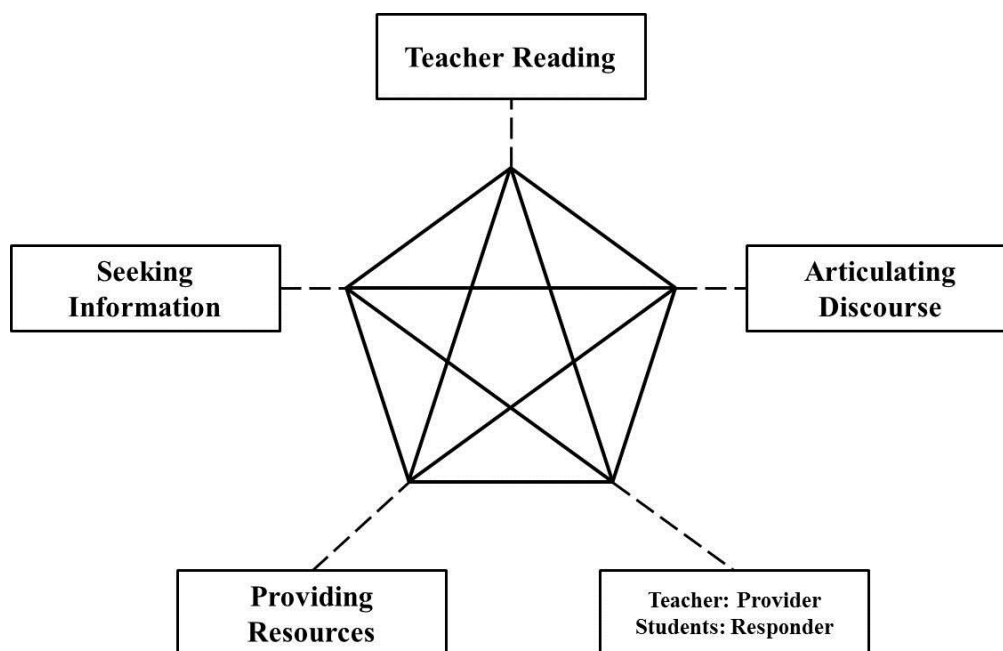 Teacher Reading
Seeking
Information
Articulating
Discourse
Providing
Resources
Teacher: Provider
Students: Responder